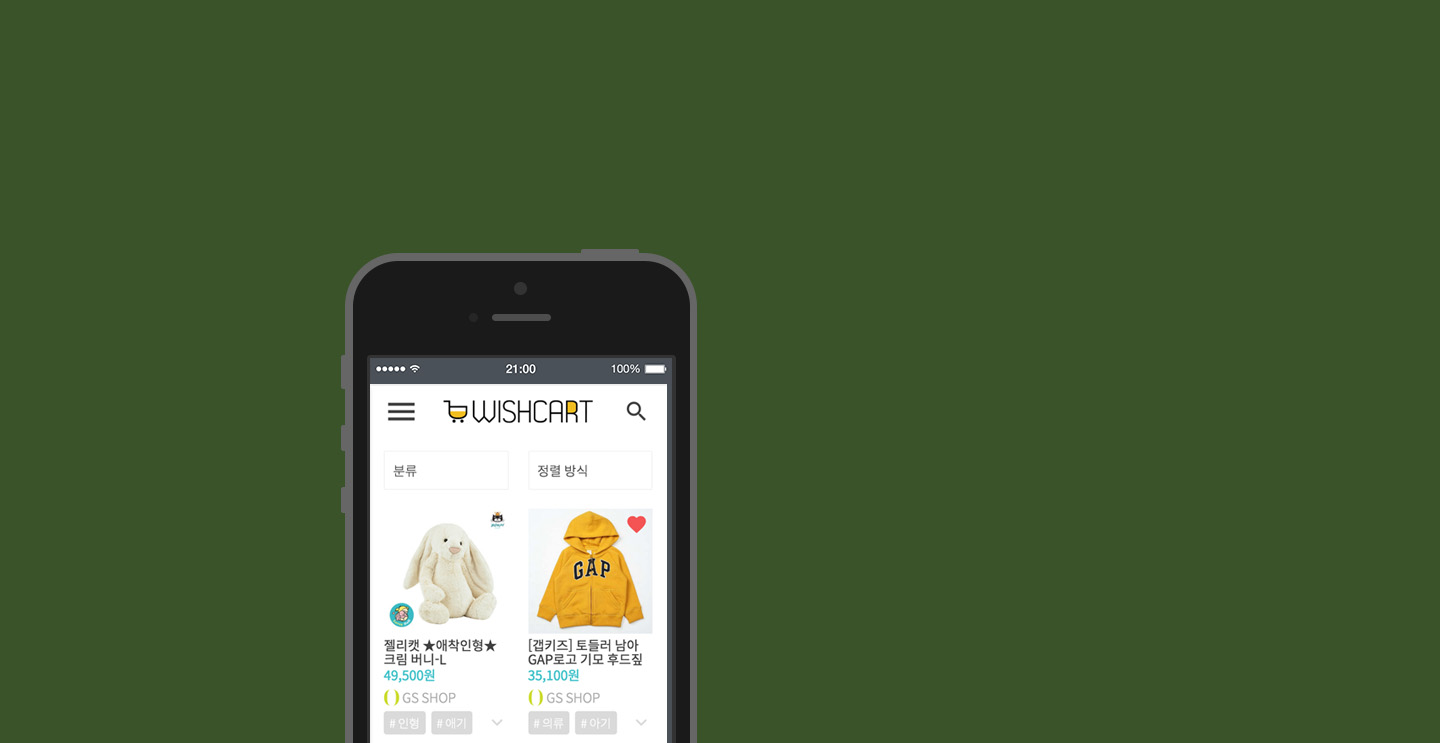 21:00
100%
WISHCART
분류
정렬 방식
GAP
젤리캣 ★애착인형★
크림 버니-L
49,500원
GS SHOP
# 인형
# 애기
[갭키즈] 토들러 남아
GAP로고 기모 후드짚
35,100원
GS SHOP
# 의류
# 아기